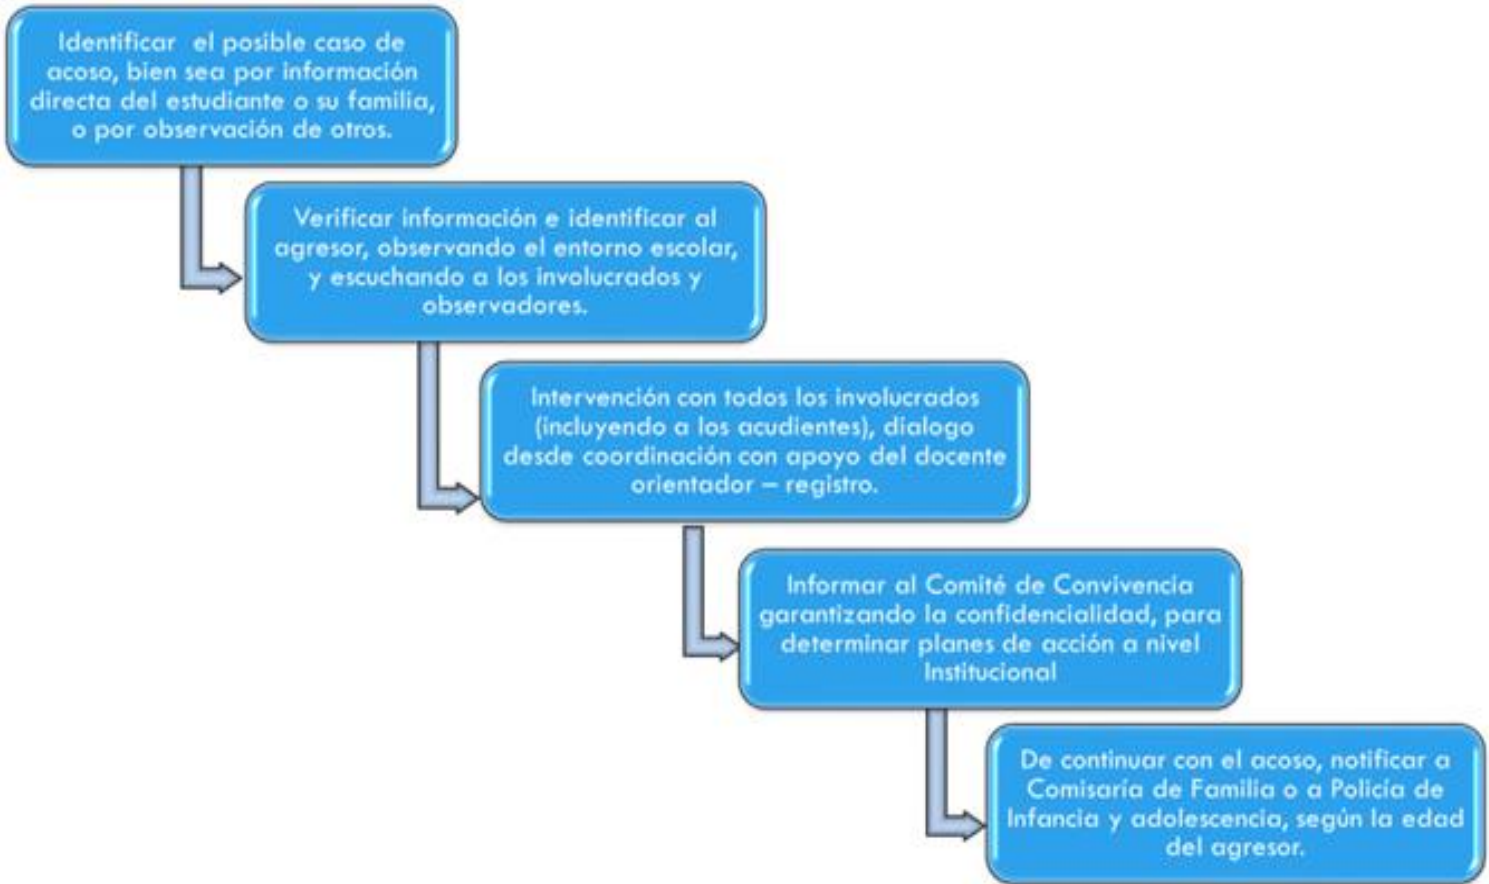 Identificar el posible caso de
acoso, bien sea por información
directa del estudiante o su familia,
o por observación de otros.
Verificar información e identificar al
agresor, observando el entorno escolar,
y escuchando a los involucrados y
observadores.
Intervención con todos los involucrados
(incluyendo a los acudientes), dialogo
desde coordinación con apoyo del docente
orientador – registro.
Informar al Comité de Convivencia
garantizando la confidencialidad, para
determinar planes de acción a nivel
Institucional
De continuar con el acoso, notificar a
Comisaría de Familia o a Policía de
Infancia y adolescencia, según la edad
del agresor.